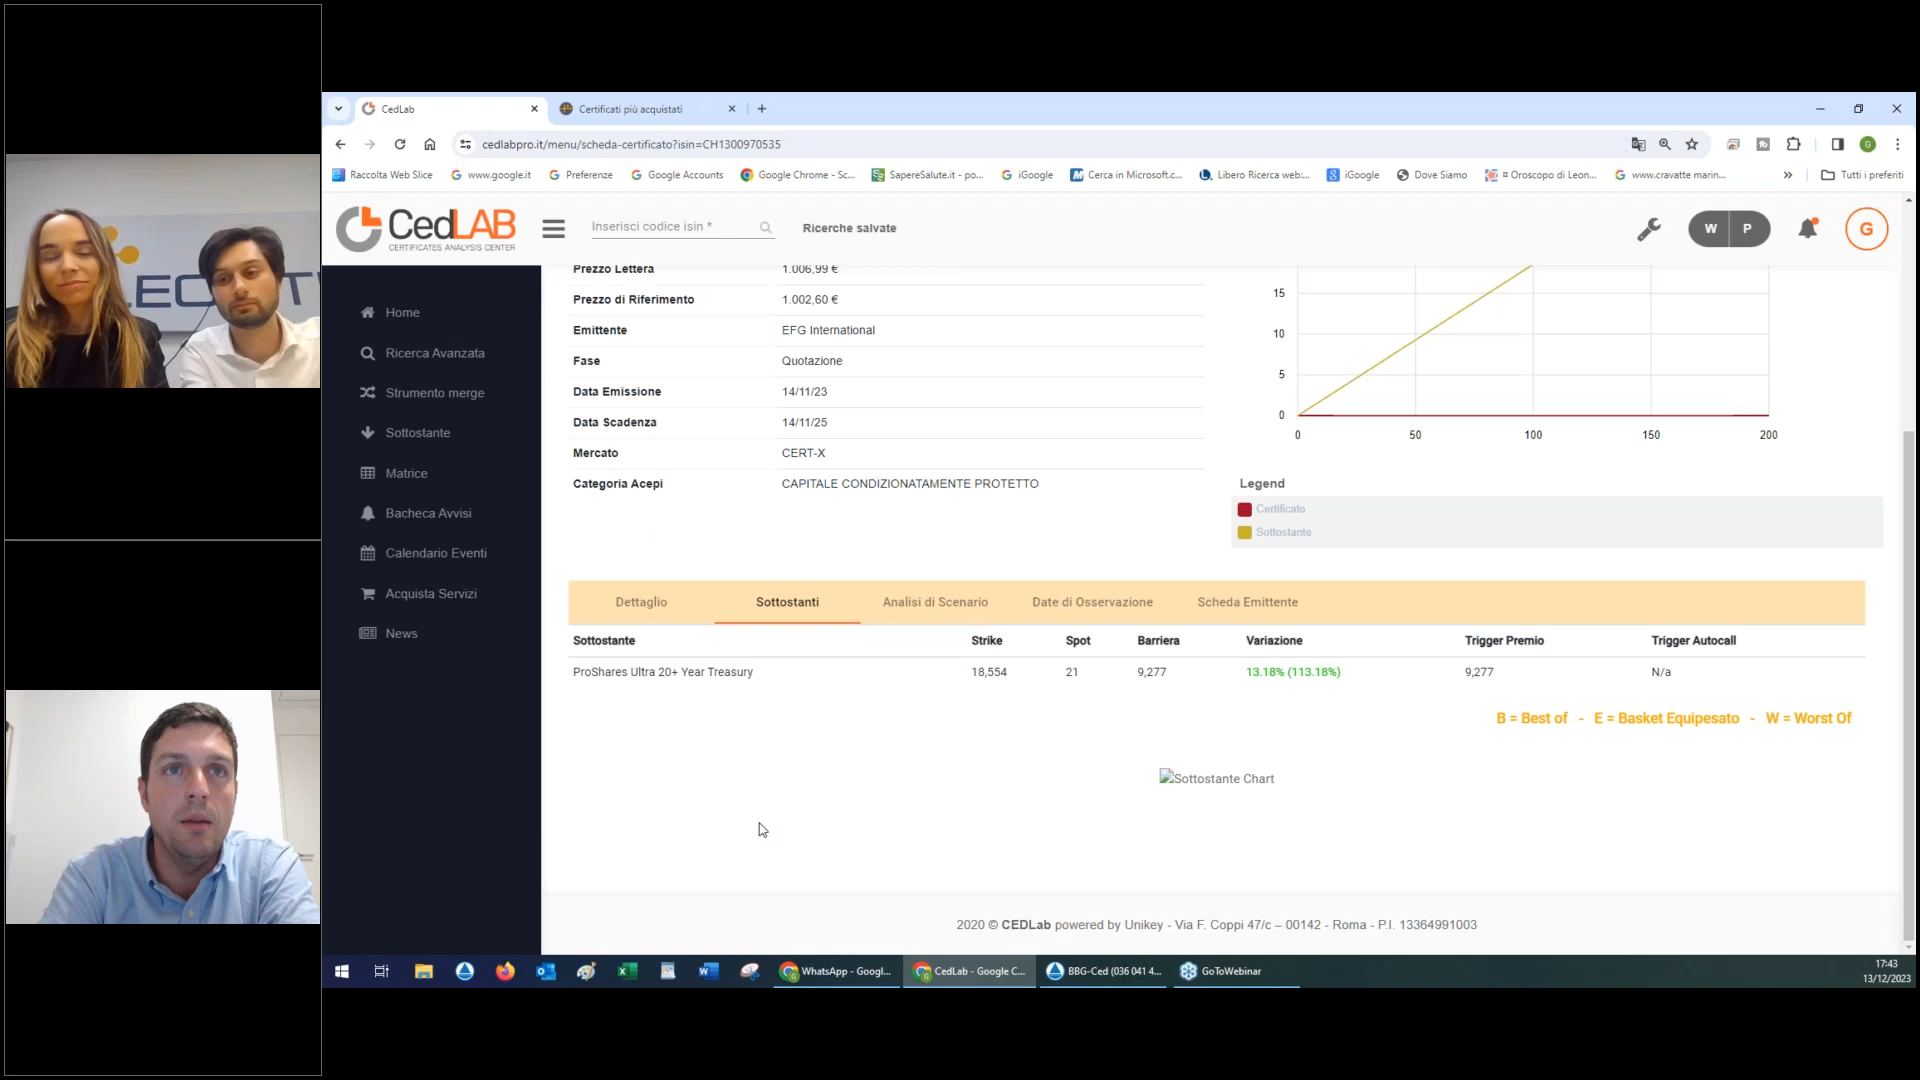 CedLab
Certificati più acquistati
cedlabpro.it/menu/scheda-certificato?isin=CH1300970535
Raccolta Web Slice
www.google.it
Preferenze
Google Accounts
Google Chrome - Sc...
SapereSalute.it - po...
iGoogle
Cerca in Microsoft.c...
Libero Ricerca web:...
iGoogle
Dove Siamo
¤ Oroscopo di Leon...
www.cravatte marin...
»
Tutti i preferiti
CedLAB
CERTIFICATES ANALYSIS CENTER
Inserisci codice isin *
Ricerche salvate
W P
G
Home
Ricerca Avanzata
Strumento merge
Sottostante
Matrice
Bacheca Avvisi
Calendario Eventi
Acquista Servizi
News
Prezzo Lettera 1.006,99 €
Prezzo di Riferimento 1.002,60 €
Emittente EFG International
Fase Quotazione
Data Emissione 14/11/23
Data Scadenza 14/11/25
Mercato CERT-X
Categoria Acepi CAPITALE CONDIZIONATAMENTE PROTETTO
15
10
5
0
0 50 100 150 200
Legend
Certificato
Sottostante
Dettaglio Sottostanti Analisi di Scenario Date di Osservazione Scheda Emittente
Sottostante Strike Spot Barriera Variazione Trigger Premio Trigger Autocall
ProShares Ultra 20+ Year Treasury 18,554 21 9,277 13.18% (113.18%) 9,277 N/a
B = Best of - E = Basket Equipesato - W = Worst Of
Sottostante Chart
2020 © CEDLab powered by Unikey - Via F. Coppi 47/c – 00142 - Roma - P.I. 13364991003
WhatsApp - Googl...
CedLab - Google C...
BBG-Ced (036 041 4...
GoToWebinar
17:43
13/12/2023